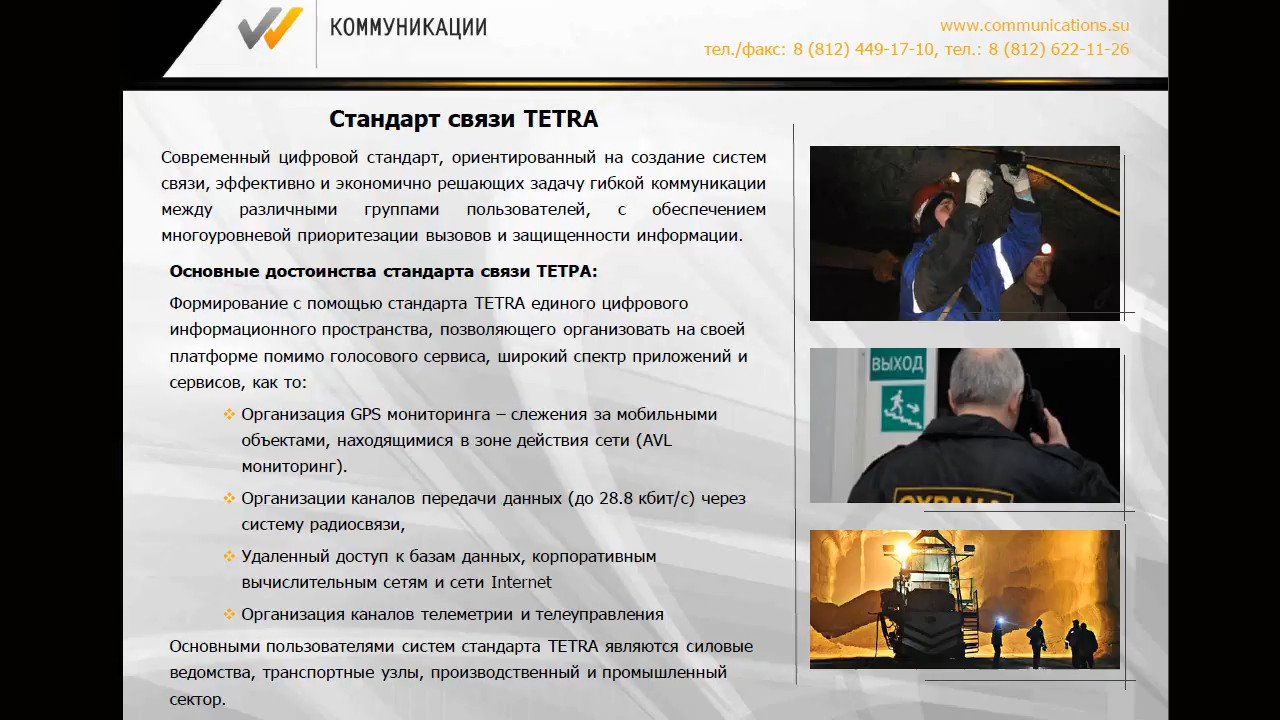 КОММУНИКАЦИИ
www.communications.su
тел./факс: 8 (812) 449-17-10, тел.: 8 (812) 622-11-26
Стандарт связи TETRA
Современный цифровой стандарт, ориентированный на создание систем
связи, эффективно и экономично решающих задачу гибкой коммуникации
между различными группами пользователей, с обеспечением
многоуровневой приоритезации вызовов и защищенности информации.
Основные достоинства стандарта связи ТЕТРА:
Формирование с помощью стандарта TETRA единого цифрового
информационного пространства, позволяющего организовать на своей
платформе помимо голосового сервиса, широкий спектр приложений и
сервисов, как то:
Организация GPS мониторинга – слежения за мобильными
объектами, находящимися в зоне действия сети (AVL
мониторинг).
Организации каналов передачи данных (до 28.8 кбит/с) через
систему радиосвязи,
Удаленный доступ к базам данных, корпоративным
вычислительным сетям и сети Internet
Организация каналов телеметрии и телеуправления
Основными пользователями систем стандарта TETRA являются силовые
ведомства, транспортные узлы, производственный и промышленный
сектор.
ВЫХОД
ОХРАНА